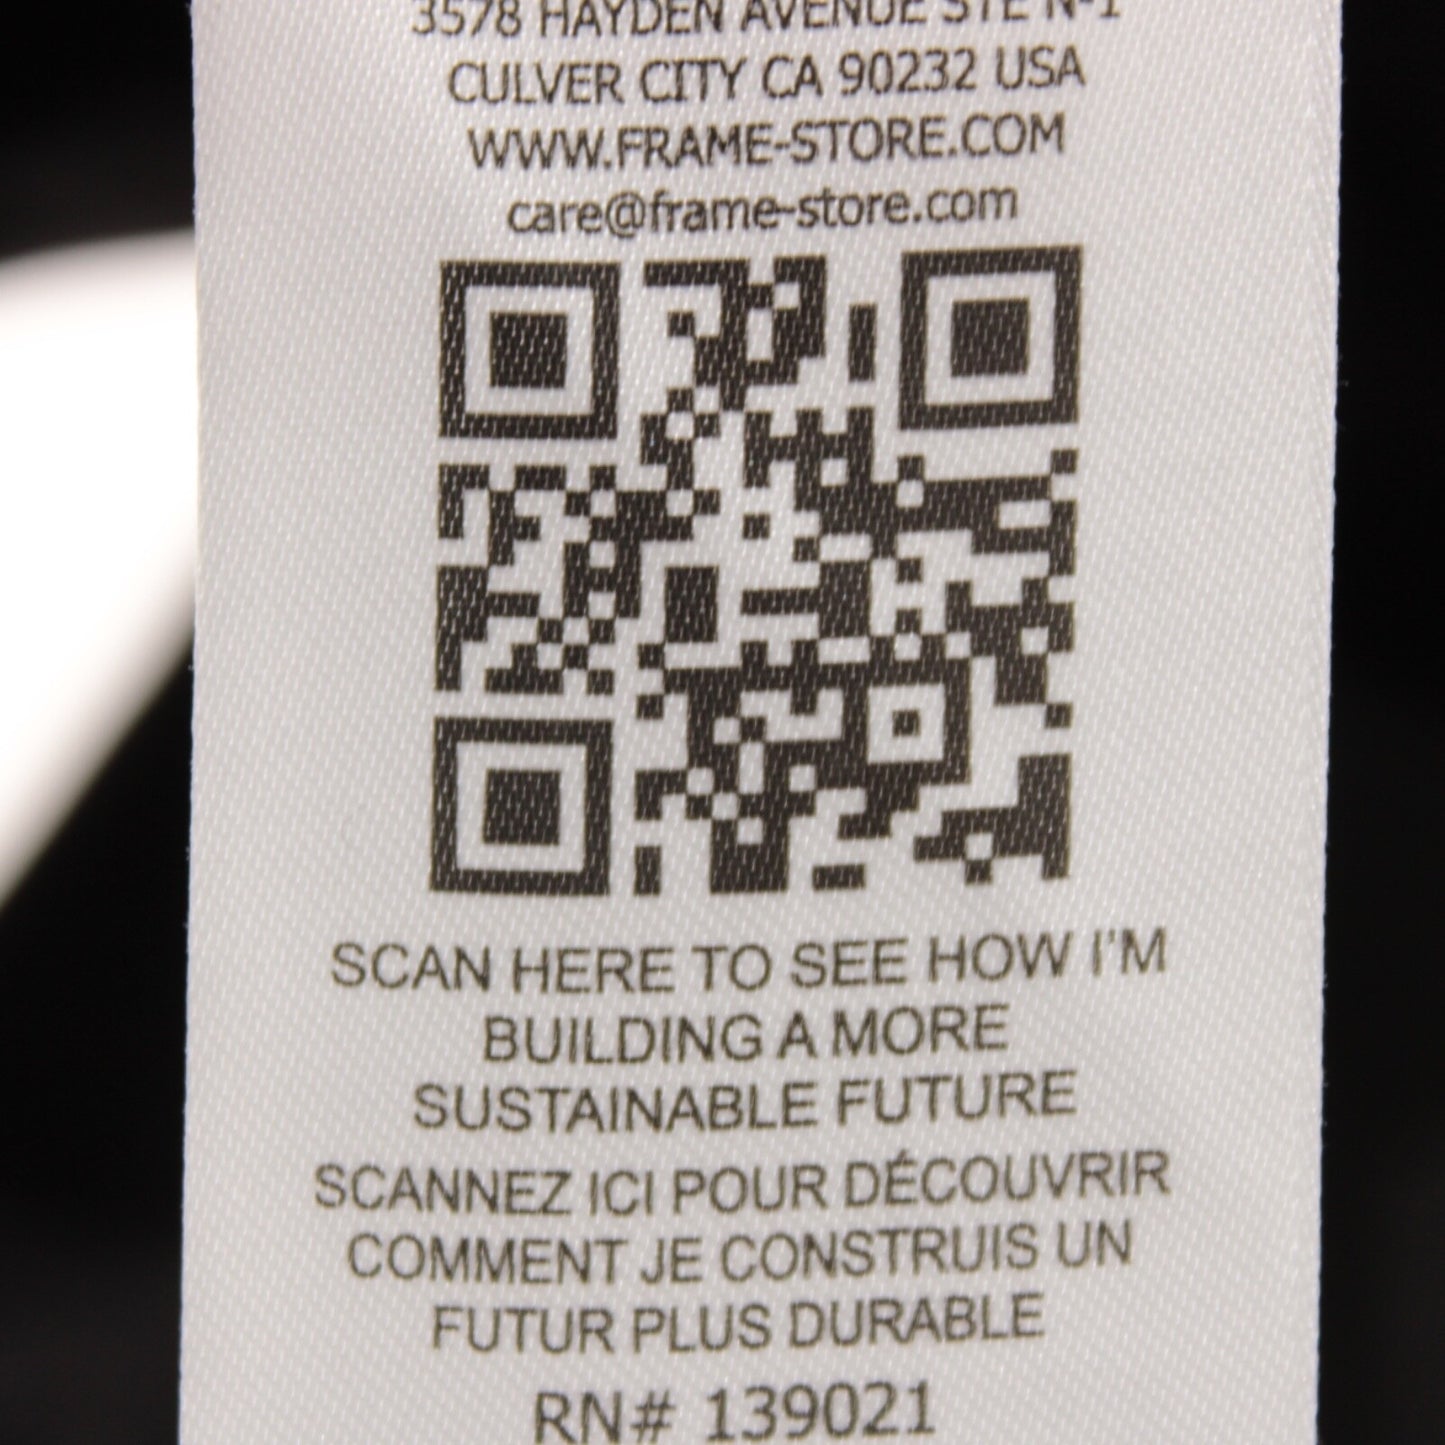 3578 HAYDEN AVENUE STE N-1
CULVER CITY CA 90232 USA
WWW.FRAME-STORE.COM
care@frame-store.com
SCAN HERE TO SEE HOW I'M
BUILDING A MORE
SUSTAINABLE FUTURE
SCANNEZ ICI POUR DÉCOUVRIR
COMMENT JE CONSTRUIS UN
FUTUR PLUS DURABLE
RN# 139021